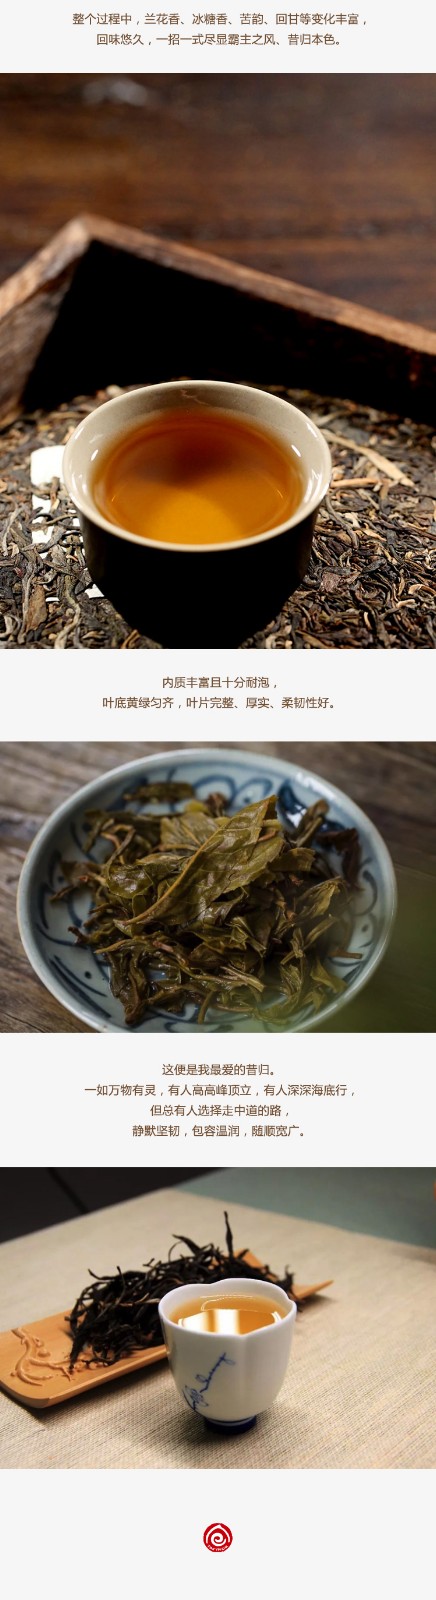 整个过程中，兰花香、冰糖香、苦韵、回甘等变化丰富，
回味悠久，一招一式尽显霸主之风、昔归本色。
内质丰富且十分耐泡，
叶底黄绿匀齐，叶片完整、厚实、柔韧性好。
这便是我最爱的昔归。
一如万物有灵，有人高高峰顶立，有人深深海底行，
但总有人选择走中道的路，
静默坚韧，包容温润，随顺宽广。